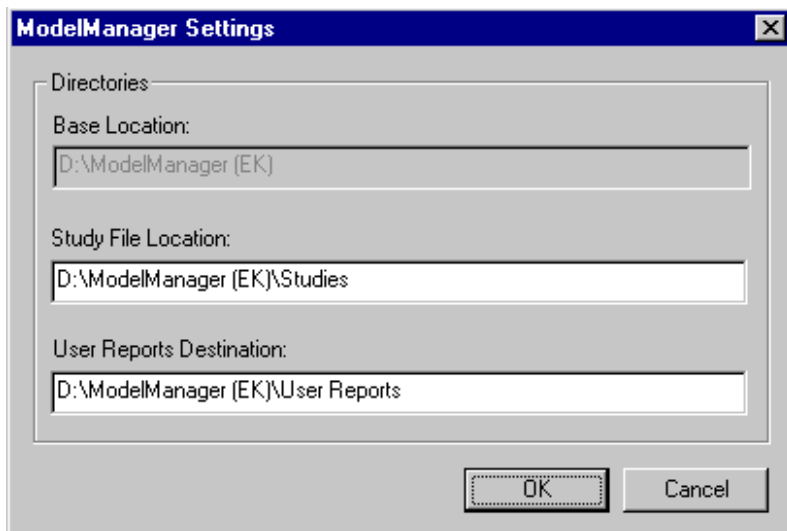 ModelManager Settings
Directories
Base Location:
D:\ModelManager (EK)
Study File Location:
D:\ModelManager (EK)\Studies
User Reports Destination:
D:\ModelManager (EK)\User Reports
OK Cancel